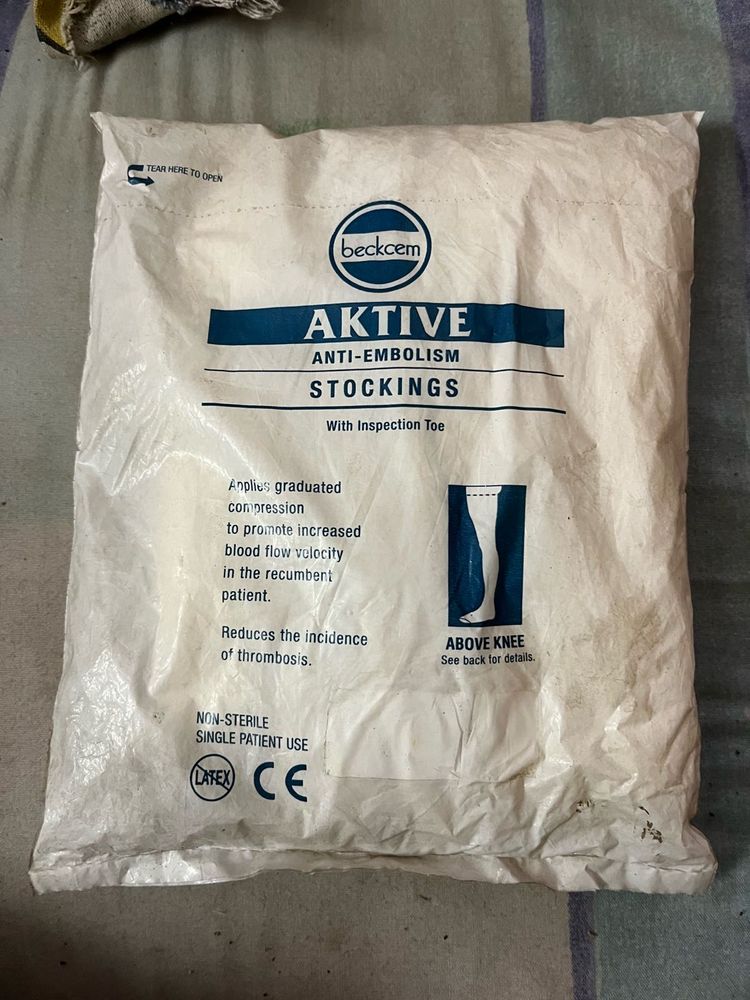 TEAR HERE TO OPEN
beckcem
AKTIVE
ANTI-EMBOLISM
STOCKINGS
With Inspection Toe
Applies graduated
compression
to promote increased
blood flow velocity
in the recumbent
patient.
Reduces the incidence
of thrombosis.
ABOVE KNEE
See back for details.
NON-STERILE
SINGLE PATIENT USE
LATEX
CE